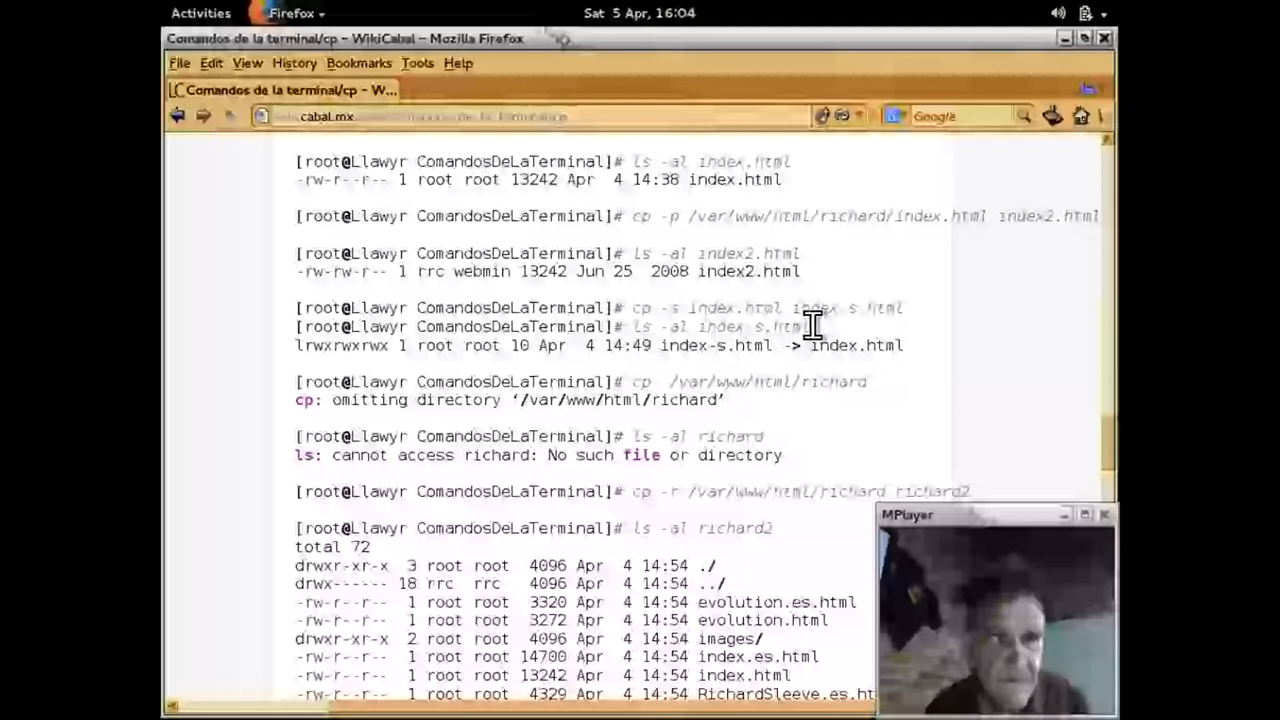 Activities Firefox Sat 5 Apr, 16:04
Comandos de la terminal/cp – WikiCabal – Mozilla Firefox
File Edit View History Bookmarks Tools Help
Comandos de la terminal/cp - W...
cabal.mx Google
[root@Llawyr ComandosDeLaTerminal]# ls -al index.html
-rw-r--r-- 1 root root 13242 Apr 4 14:38 index.html
[root@Llawyr ComandosDeLaTerminal]# cp -p /var/www/html/richard/index.html index2.html
[root@Llawyr ComandosDeLaTerminal]# ls -al index2.html
-rw-rw-r-- 1 rrc webmin 13242 Jun 25 2008 index2.html
[root@Llawyr ComandosDeLaTerminal]# cp -s index.html index s.html
[root@Llawyr ComandosDeLaTerminal]# ls -al index s.html
lrwxrwxrwx 1 root root 10 Apr 4 14:49 index-s.html -> index.html
[root@Llawyr ComandosDeLaTerminal]# cp /var/www/html/richard
cp: omitting directory ‘/var/www/html/richard’
[root@Llawyr ComandosDeLaTerminal]# ls -al richard
ls: cannot access richard: No such file or directory
[root@Llawyr ComandosDeLaTerminal]# cp -r /var/www/html/richard richard2
[root@Llawyr ComandosDeLaTerminal]# ls -al richard2
total 72
drwxr-xr-x 3 root root 4096 Apr 4 14:54 ./
drwx------ 18 rrc rrc 4096 Apr 4 14:54 ../
-rw-r--r-- 1 root root 3320 Apr 4 14:54 evolution.es.html
-rw-r--r-- 1 root root 3272 Apr 4 14:54 evolution.html
drwxr-xr-x 2 root root 4096 Apr 4 14:54 images/
-rw-r--r-- 1 root root 14700 Apr 4 14:54 index.es.html
-rw-r--r-- 1 root root 13242 Apr 4 14:54 index.html
-rw-r--r-- 1 root root 4329 Apr 4 14:54 RichardSleeve.es.ht
MPlayer